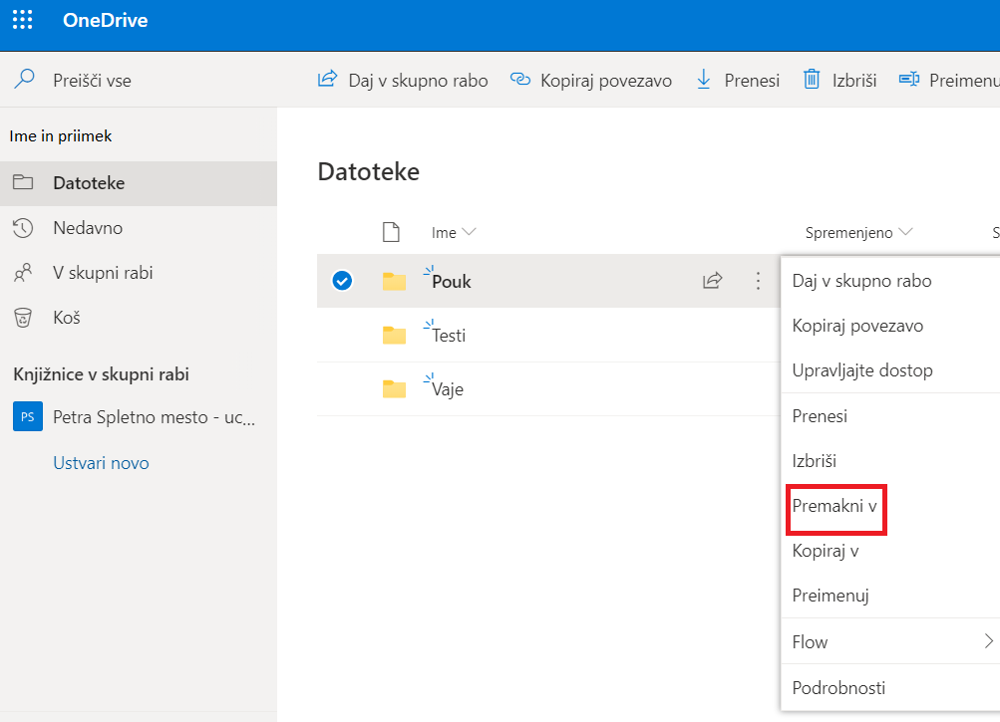 OneDrive
Preišči vse
Daj v skupno rabo
Kopiraj povezavo
Prenesi
Izbriši
Preimenu
Ime in priimek
Datoteke
Nedavno
V skupni rabi
Koš
Knjižnice v skupni rabi
PS
Petra Spletno mesto - uc...
Ustvari novo
Datoteke
Ime
Spremenjeno
S
Pouk
Testi
Vaje
Daj v skupno rabo
Kopiraj povezavo
Upravljajte dostop
Prenesi
Izbriši
Premakni v
Kopiraj v
Preimenuj
Flow
Podrobnosti